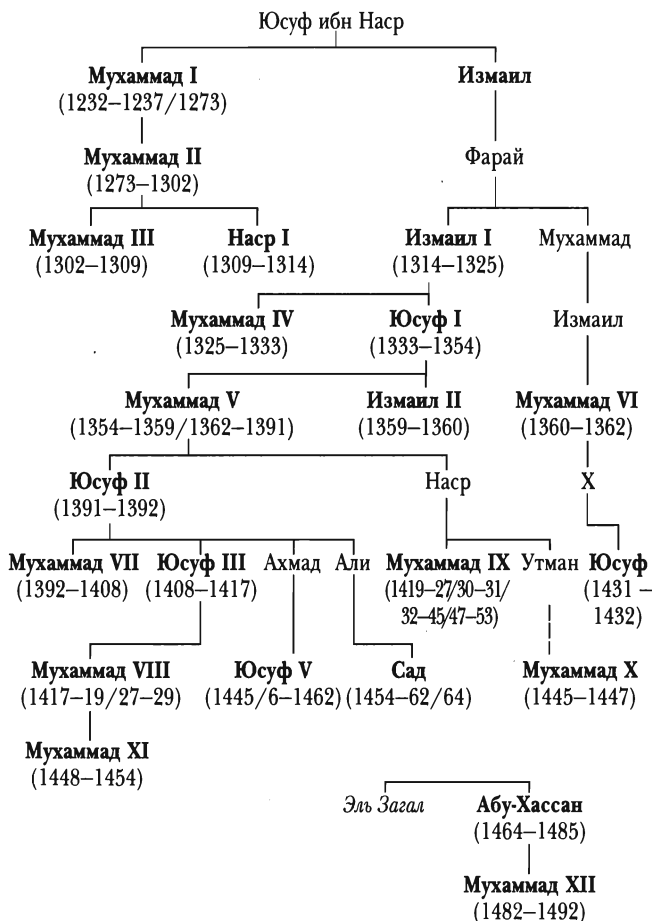 Юсуф ибн Наср
Мухаммад I Измаил
(1232–1237/1273)
Мухаммад II Фарай
(1273–1302)
Мухаммад III Наср I Измаил I Мухаммад
(1302–1309) (1309–1314) (1314–1325)
Мухаммад IV Юсуф I Измаил
(1325–1333) (1333–1354)
Мухаммад V Измаил II Мухаммад VI
(1354–1359/1362–1391) (1359–1360) (1360–1362)
Юсуф II Наср X
(1391–1392)
Мухаммад VII Юсуф III Ахмад Али Мухаммад IX Утман Юсуф
(1392–1408) (1408–1417) (1419–27/30–31/ (1431 –
32–45/47–53) 1432)
Мухаммад VIII Юсуф V Сад Мухаммад X
(1417–19/27–29) (1445/6–1462) (1454–62/64) (1445–1447)
Мухаммад XI
(1448–1454)
Эль Загал Абу-Хассан
(1464–1485)
Мухаммад XII
(1482–1492)